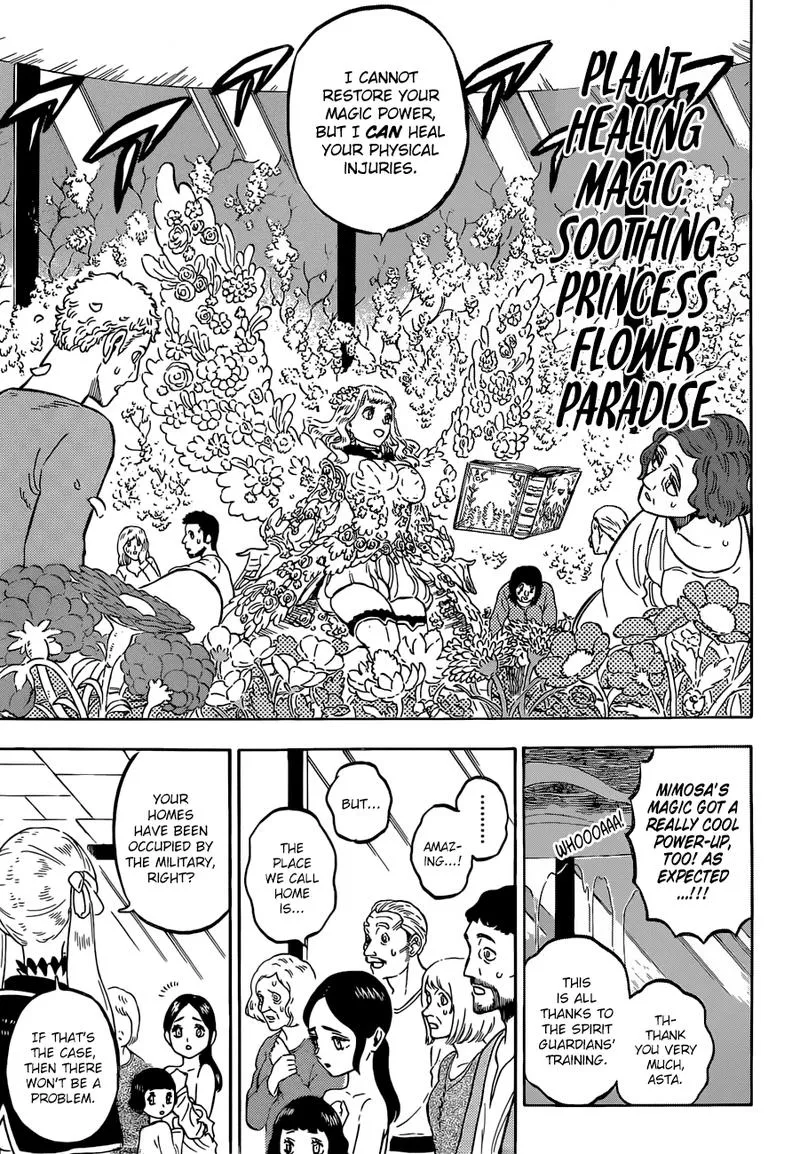 PLANT
HEALING
MAGIC:
SOOTHING
PRINCESS
FLOWER
PARADISE
I CANNOT
RESTORE YOUR
MAGIC POWER,
BUT I CAN HEAL
YOUR PHYSICAL
INJURIES.
MIMOSA'S
MAGIC GOT A
REALLY COOL
POWER-UP,
TOO! AS
EXPECTED
...!!!
WHOOOAAA!
TH-
THANK
YOU VERY
MUCH,
ASTA.
THIS
IS ALL
THANKS TO
THE SPIRIT
GUARDIANS'
TRAINING.
........
AMAZ-
ING...!
BUT...
THE
PLACE
WE CALL
HOME
IS...
YOUR
HOMES
HAVE BEEN
OCCUPIED BY
THE MILITARY,
RIGHT?
IF THAT'S
THE CASE,
THEN THERE
WON'T BE A
PROBLEM.